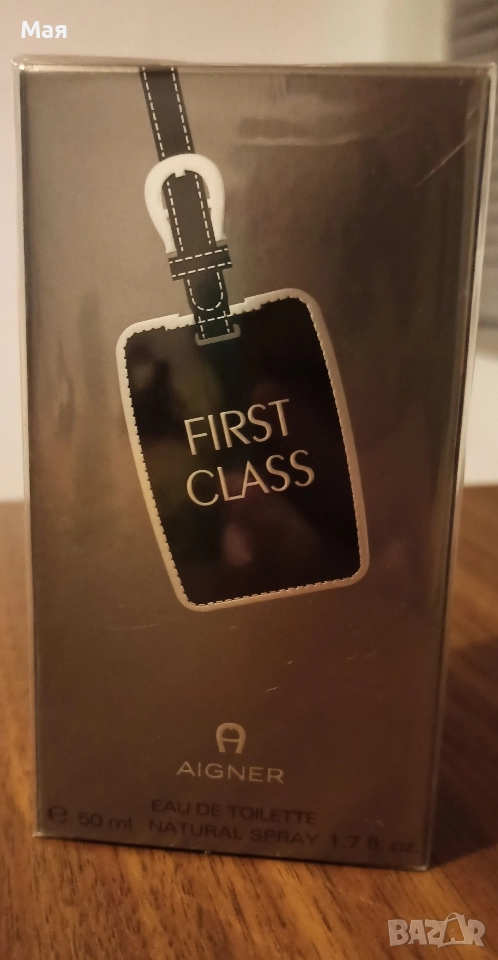 Мая
FIRST
CLASS
AIGNER
EAU DE TOILETTE
e 50 ml NATURAL SPRAY 1.7 fl. oz.
BAZAR